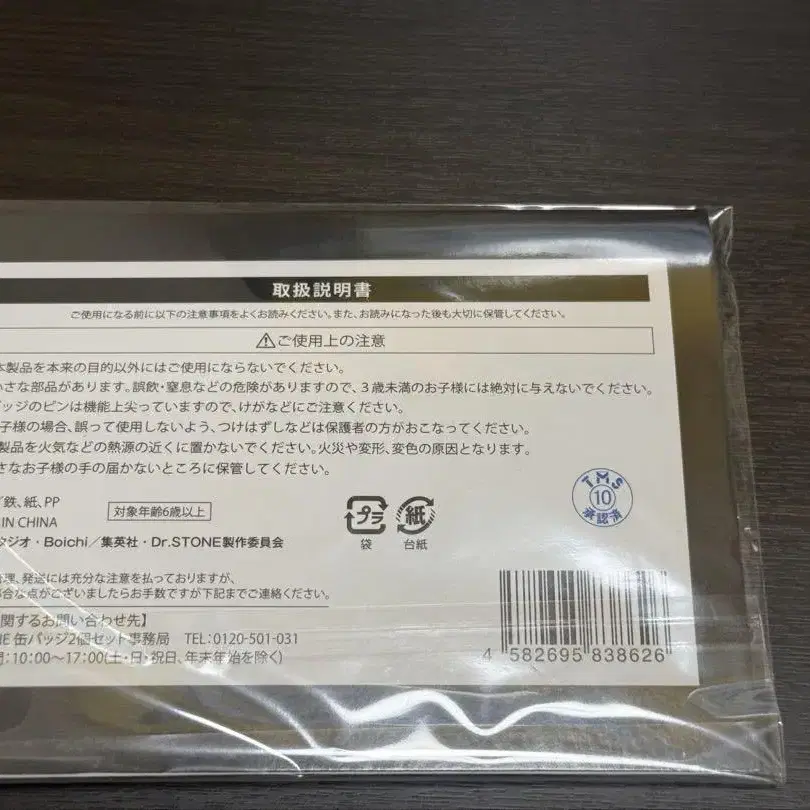 取扱説明書
ご使用になる前に以下の注意事項をよくお読みください。また、お読みになった後も大切に保管してください。
⚠ご使用上の注意
本製品を本来の目的以外にはご使用にならないでください。
小さな部品があります。誤飲・窒息などの危険がありますので、3歳未満のお子様には絶対に与えないでください。
バッジのピンは機能上尖っていますので、けがなどにご注意ください。
子様の場合、誤って使用しないよう、つけはずしなどは保護者の方がおこなってください。
製品を火気などの熱源の近くに置かないでください。火災や変形、変色の原因となります。
さなお子様の手の届かないところに保管してください。
鉄、紙、PP
対象年齢6歳以上
IN CHINA
タジオ・Boichi/集英社・Dr.STONE製作委員会
プラ
袋
紙
台紙
TMS
10
承認済
理、発送には充分な注意を払っておりますが、
合な点がございましたらお手数ですが下記までご連絡ください。
関するお問い合わせ先】
NE 缶バッジ2個セット事務局 TEL:0120-501-031
間:10:00〜17:00(土・日・祝日、年末年始を除く)
4 582695 838626